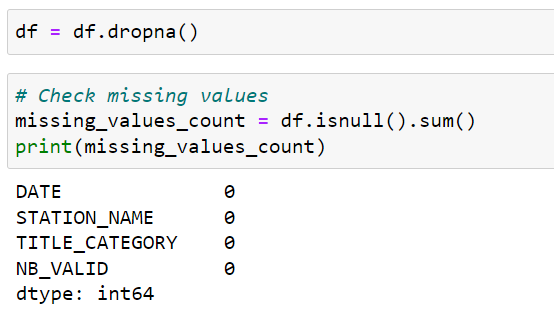 df = df.dropna()
# Check missing values
missing_values_count = df.isnull().sum()
print(missing_values_count)
DATE 0
STATION_NAME 0
TITLE_CATEGORY 0
NB_VALID 0
dtype: int64